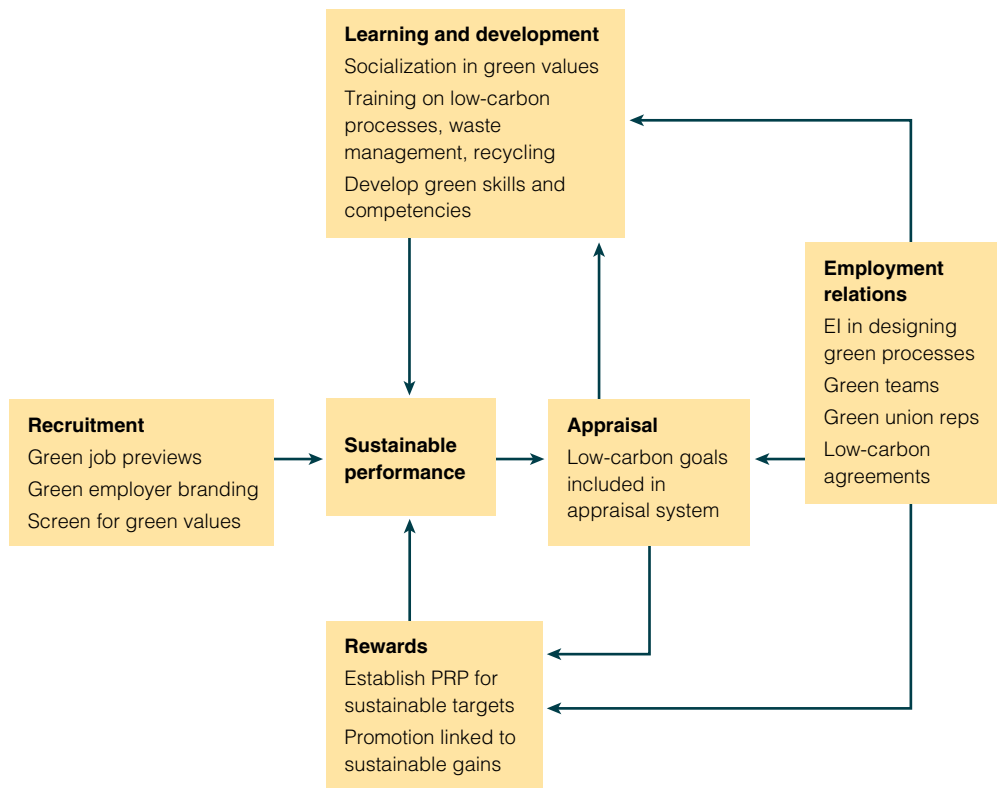 Learning and development
Socialization in green values
Training on low-carbon
processes, waste
management, recycling
Develop green skills and
competencies
Employment
relations
EI in designing
green processes
Green teams
Green union reps
Low-carbon
agreements
Recruitment
Green job previews
Green employer branding
Screen for green values
Sustainable
performance
Appraisal
Low-carbon goals
included in
appraisal system
Rewards
Establish PRP for
sustainable targets
Promotion linked to
sustainable gains